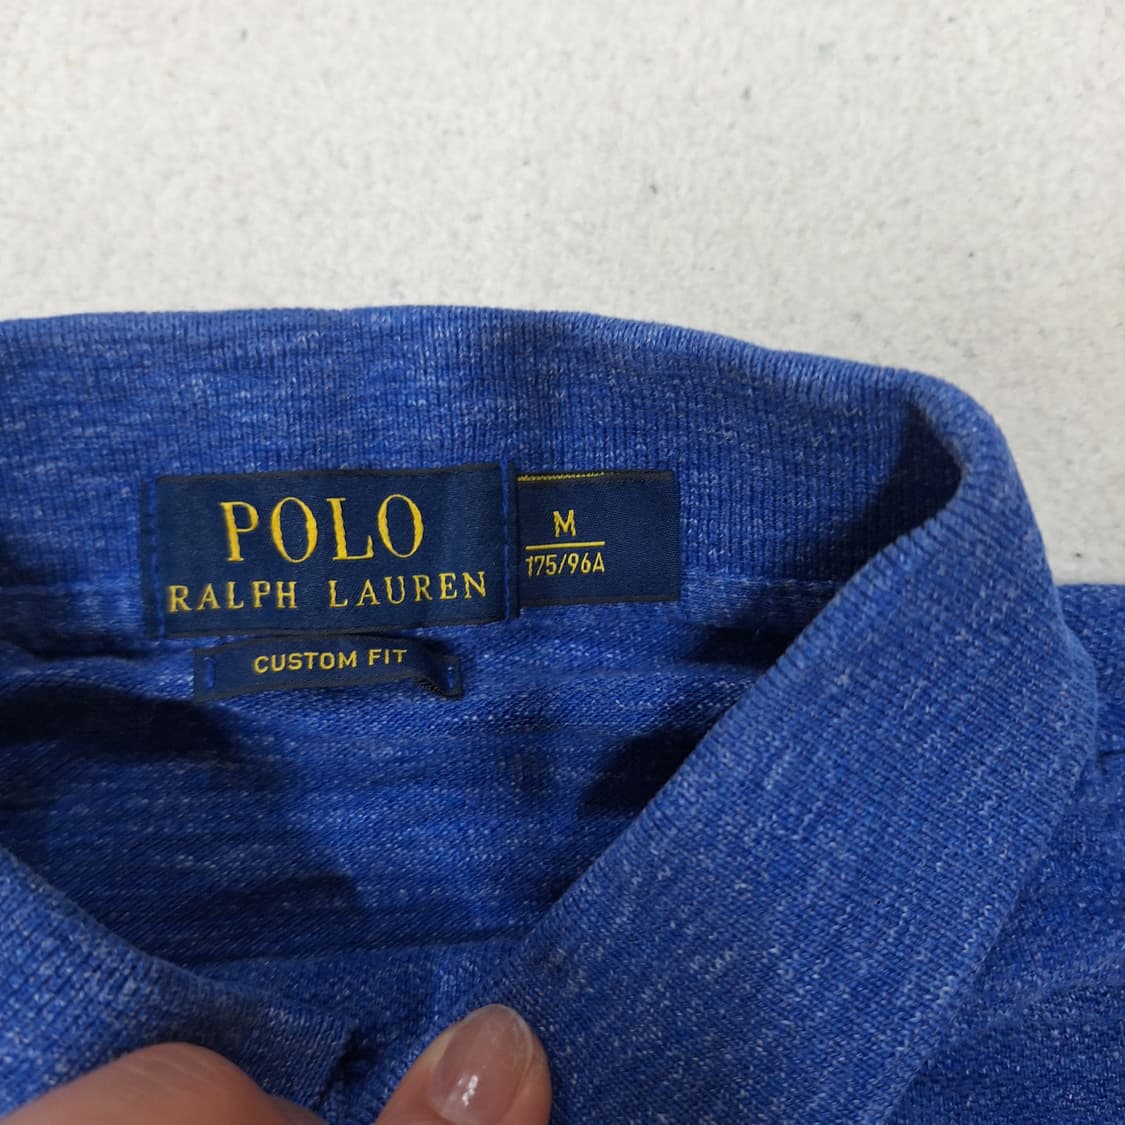 POLO
RALPH LAUREN
M
175/96A
CUSTOM FIT